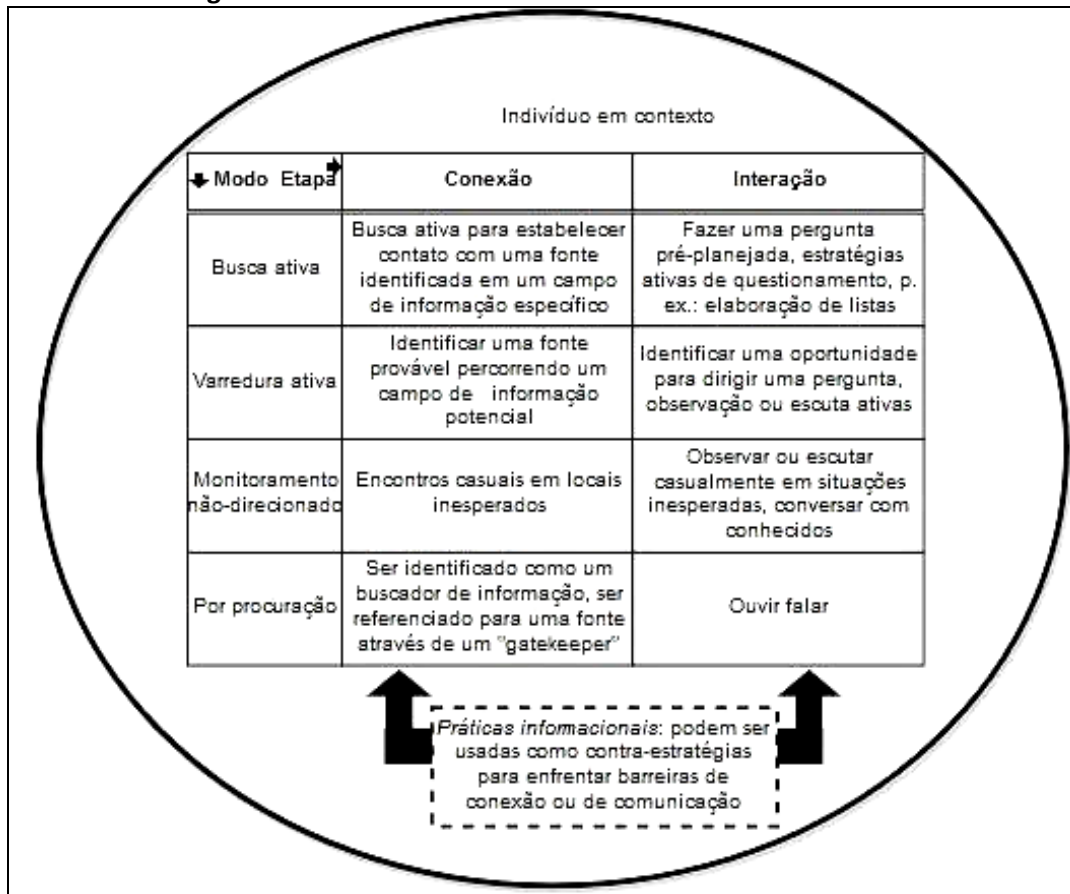 Indivíduo em contexto
Modo Etapa
Conexão
Interação
Busca ativa
Busca ativa para estabelecer
contato com uma fonte
identificada em um campo
de informação específico
Fazer uma pergunta
pré-planejada, estratégias
ativas de questionamento, p.
ex.: elaboração de listas
Varredura ativa
Identificar uma fonte
provável percorrendo um
campo de informação
potencial
Identificar uma oportunidade
para dirigir uma pergunta,
observação ou escuta ativas
Monitoramento
não-direcionado
Encontros casuais em locais
inesperados
Observar ou escutar
casualmente em situações
inesperadas, conversar com
conhecidos
Por procuração
Ser identificado como um
buscador de informação, ser
referenciado para uma fonte
através de um "gatekeeper"
Ouvir falar
Práticas informacionais: podem ser
usadas como contra-estratégias
para enfrentar barreiras de
conexão ou de comunicação